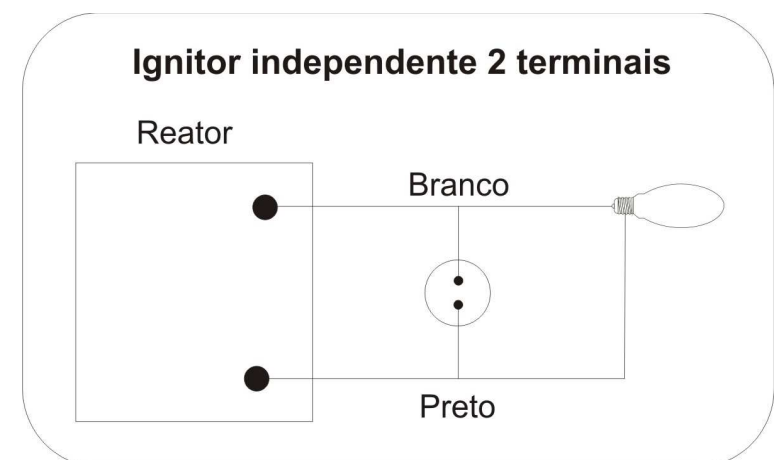 Ignitor independente 2 terminais
Reator
Branco
Preto